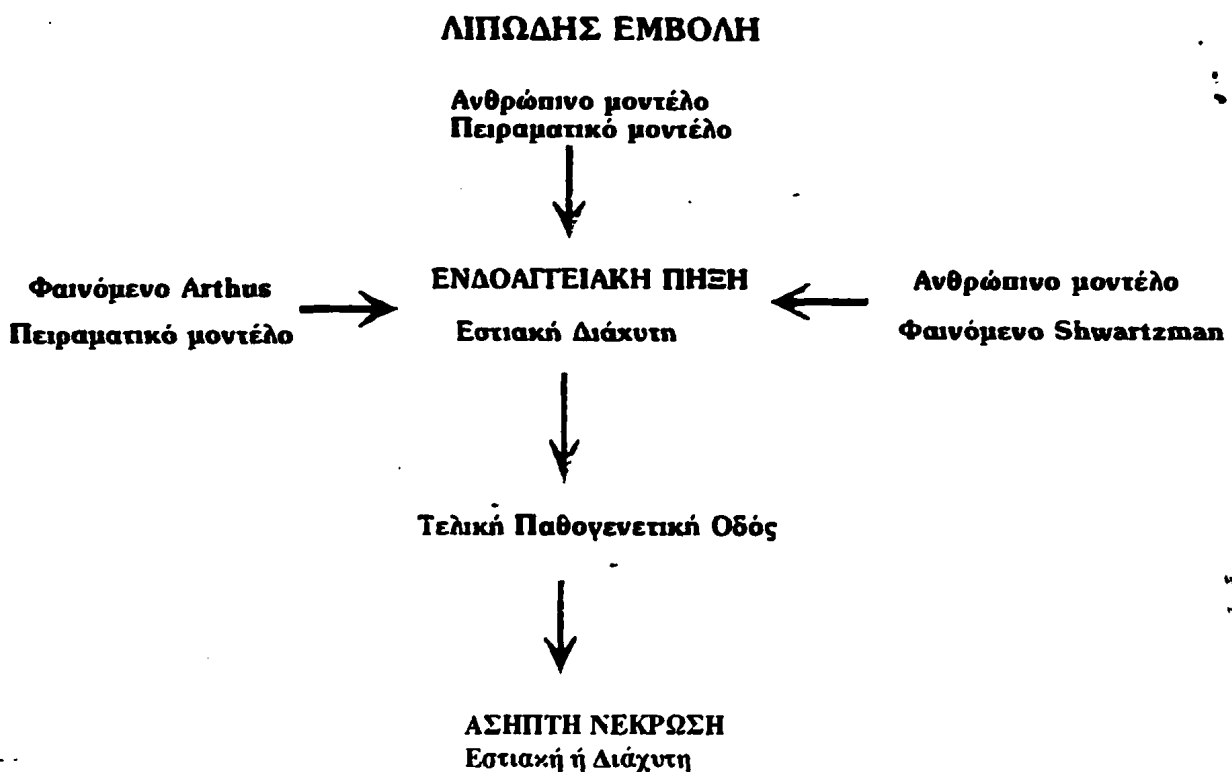 ΛΙΠΩΔΗΣ ΕΜΒΟΛΗ
Ανθρώπινο μοντέλο
Πειραματικό μοντέλο
Φαινόμενο Arthus
Πειραματικό μοντέλο
ΕΝΔΟΑΓΓΕΙΑΚΗ ΠΗΞΗ
Εστιακή Διάχυτη
Ανθρώπινο μοντέλο
Φαινόμενο Shwartzman
Τελική Παθογενετική Οδός
ΑΣΗΠΤΗ ΝΕΚΡΩΣΗ
Εστιακή ή Διάχυτη